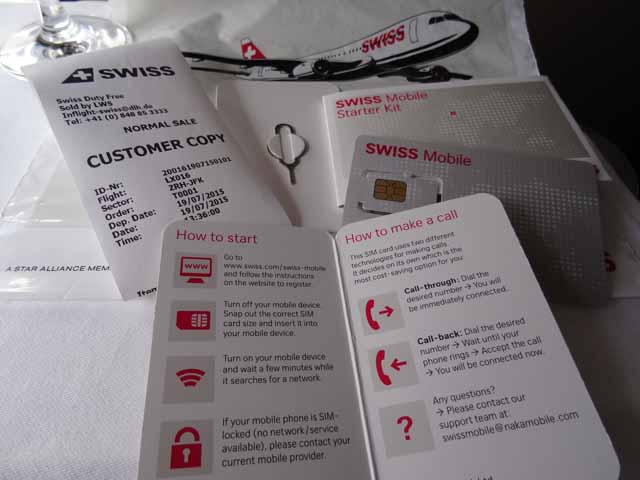 SWISS
SWISS
Swiss Duty Free
Sold by LWS
Inflight-swiss@dlh.de
Tel: +41 (0) 848 85 3333
NORMAL SALE
CUSTOMER COPY
ID-Nr: 200161907150101
Flight: LX016
Sector: ZRH-JFK
Order: T0001
Dep. Date: 19/07/2015
Date: 19/07/2015
Time: 13:36:00
A STAR ALLIANCE MEM
SWISS Mobile
Starter Kit
SWISS Mobile
How to start
www
Go to
www.swiss.com/swiss-mobile
and follow the instructions
on the website to register.
Turn off your mobile device.
Snap out the correct SIM
card size and insert it into
your mobile device.
Turn on your mobile device
and wait a few minutes while
it searches for a network.
If your mobile phone is SIM-
locked (no network/service
available), please contact your
current mobile provider.
How to make a call
This SIM card uses two different
technologies for making calls.
It decides on its own which is the
most cost-saving option for you:
Call-through: Dial the
desired number → You will
be immediately connected.
Call-back: Dial the desired
number → Wait until your
phone rings → Accept the call
→ You will be connected now.
?
Any questions?
→ Please contact our
support team at:
swissmobile@nakamobile.com